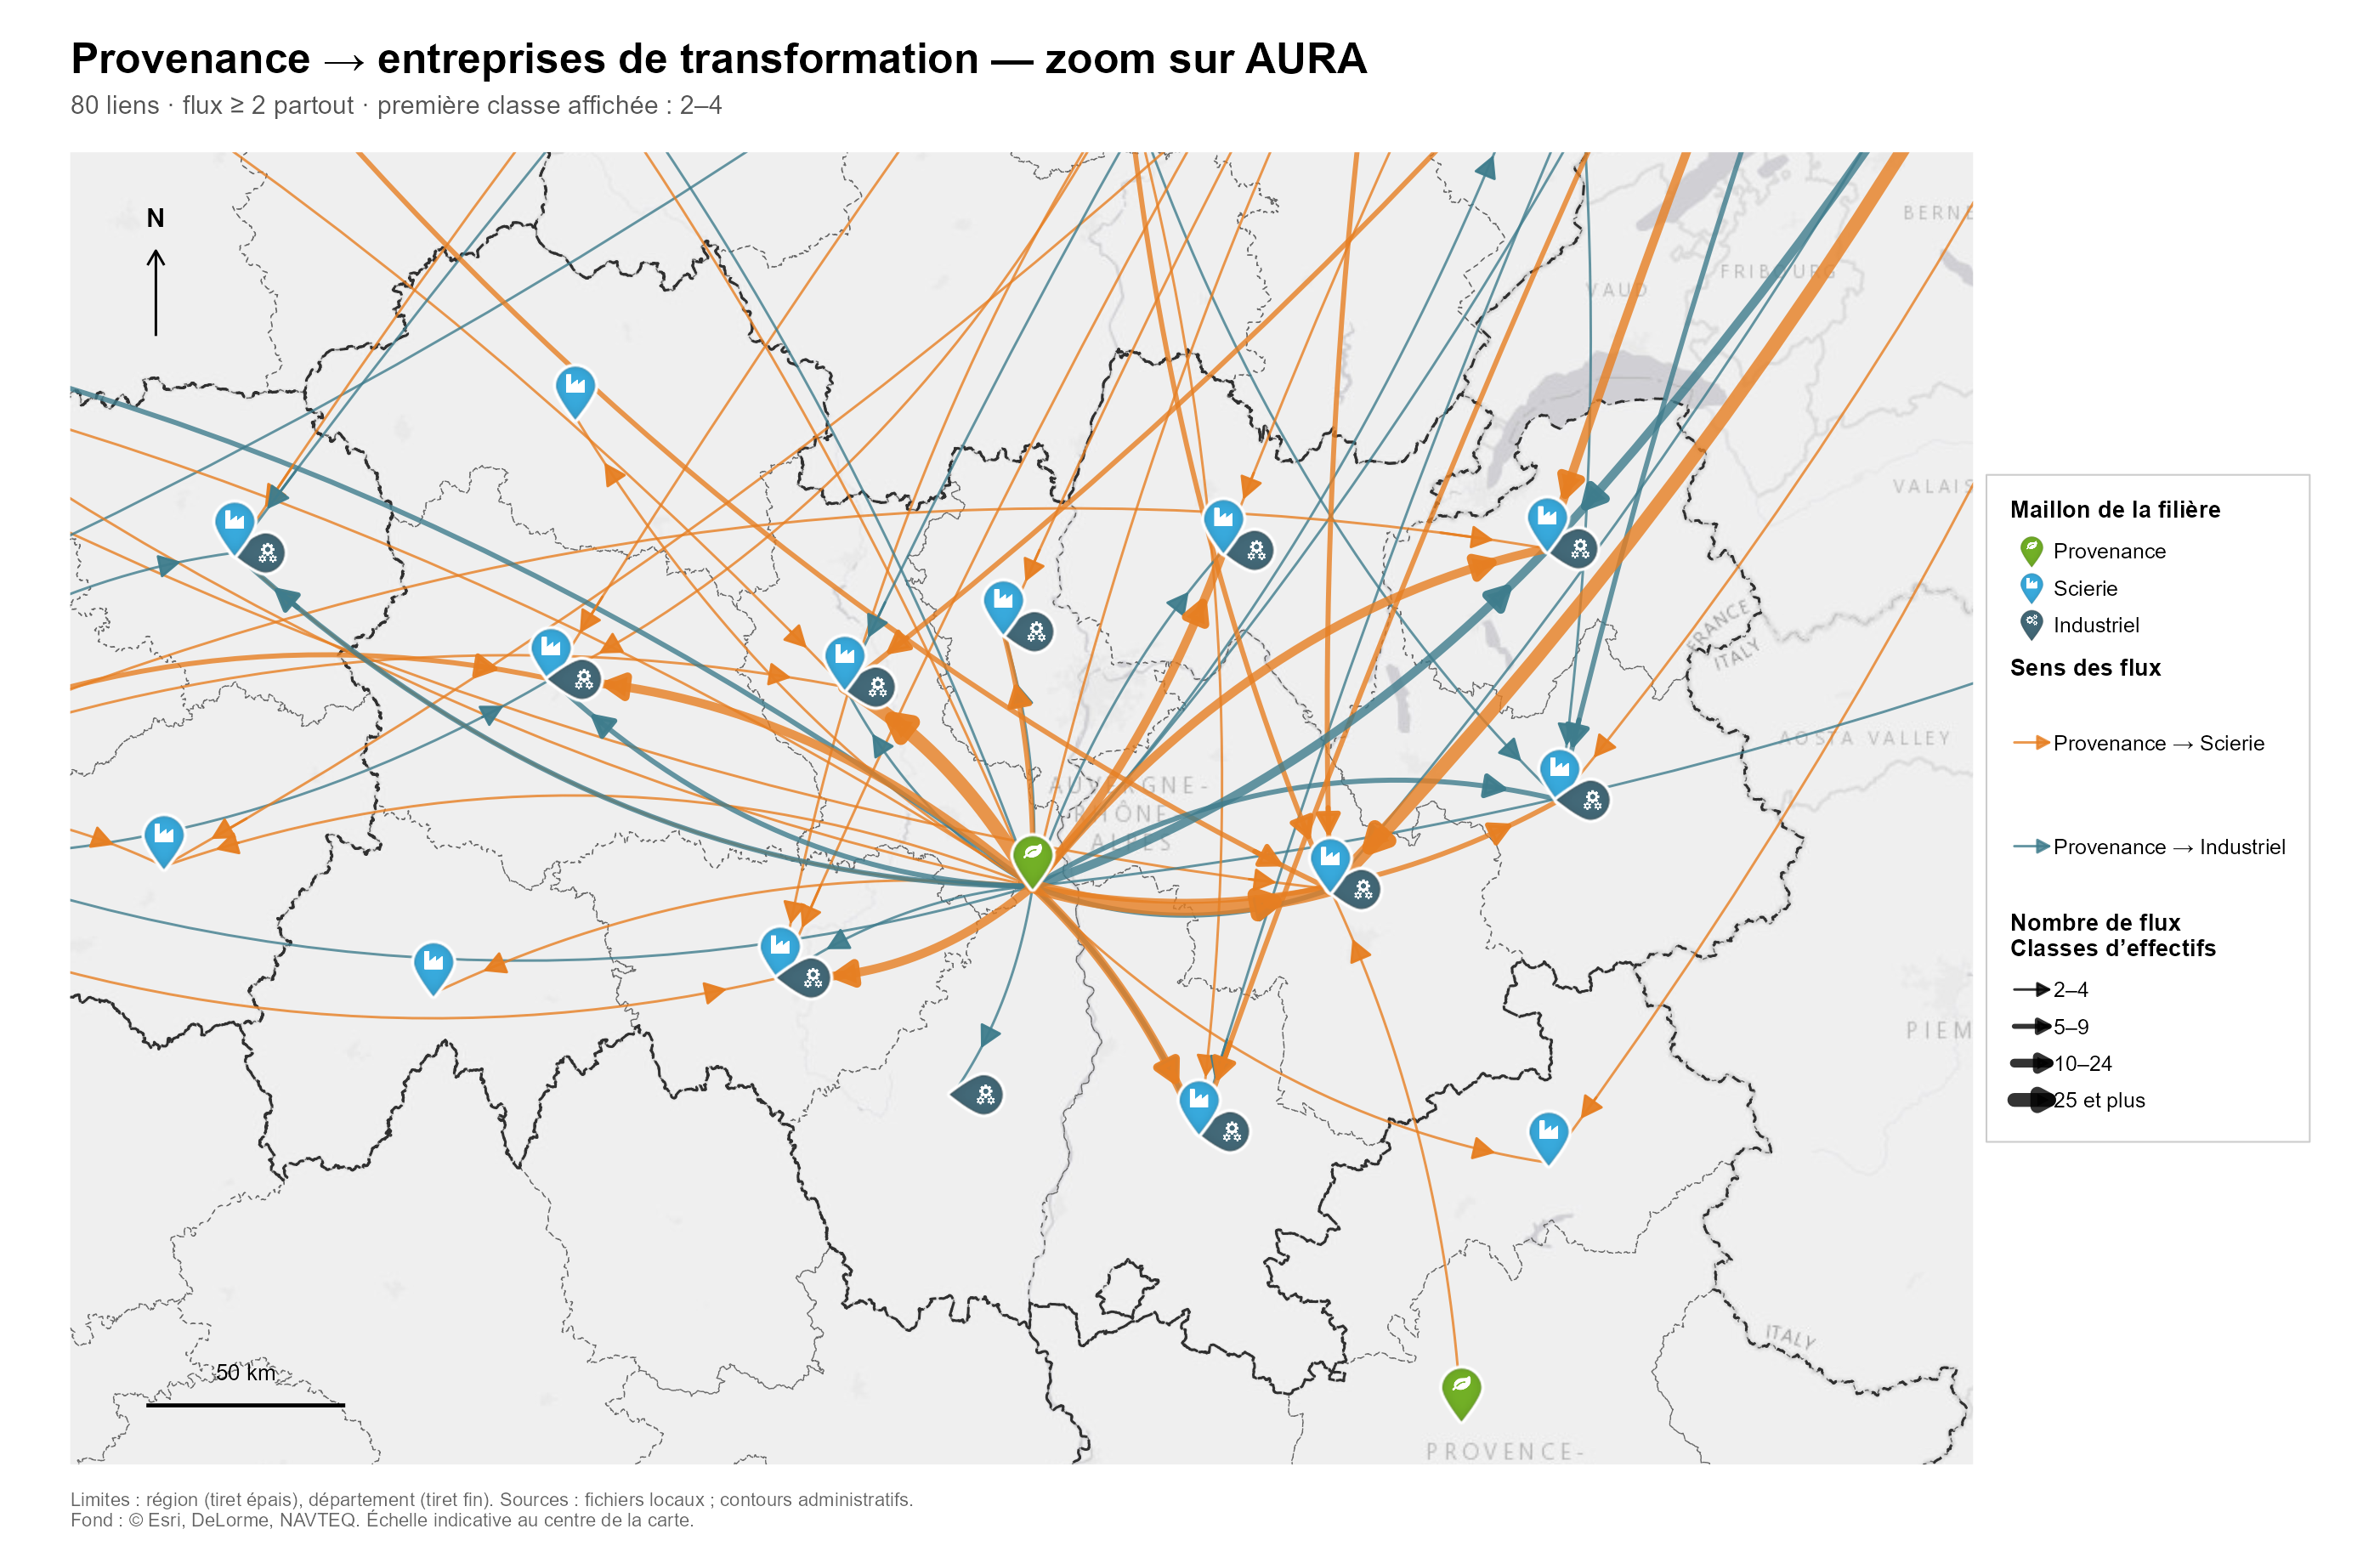 Provenance → entreprises de transformation — zoom sur AURA
80 liens · flux ≥ 2 partout · première classe affichée : 2–4
N
BERNE
FRIBOURG
VAUD
VALAIS
FRANCE
ITALY
AOSTA VALLEY
AUVERGNE-
RHÔNE-
ALPES
PIEM
ITALY
50 km
PROVENCE-
Maillon de la filière
Provenance
Scierie
Industriel
Sens des flux
Provenance → Scierie
Provenance → Industriel
Nombre de flux
Classes d’effectifs
2–4
5–9
10–24
25 et plus
Limites : région (tiret épais), département (tiret fin). Sources : fichiers locaux ; contours administratifs.
Fond : © Esri, DeLorme, NAVTEQ. Échelle indicative au centre de la carte.